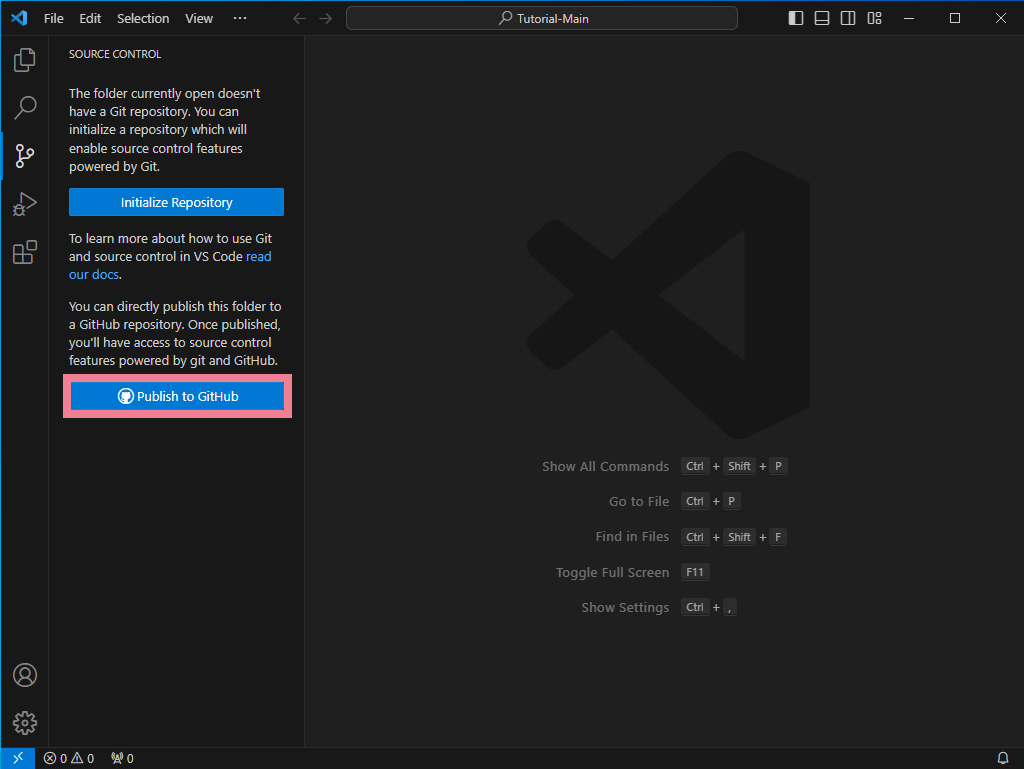 File Edit Selection View ··· Tutorial-Main
SOURCE CONTROL
The folder currently open doesn't
have a Git repository. You can
initialize a repository which will
enable source control features
powered by Git.
Initialize Repository
To learn more about how to use Git
and source control in VS Code read
our docs.
You can directly publish this folder to
a GitHub repository. Once published,
you'll have access to source control
features powered by git and GitHub.
Publish to GitHub
Show All Commands Ctrl + Shift + P
Go to File Ctrl + P
Find in Files Ctrl + Shift + F
Toggle Full Screen F11
Show Settings Ctrl + ,
0 0 0